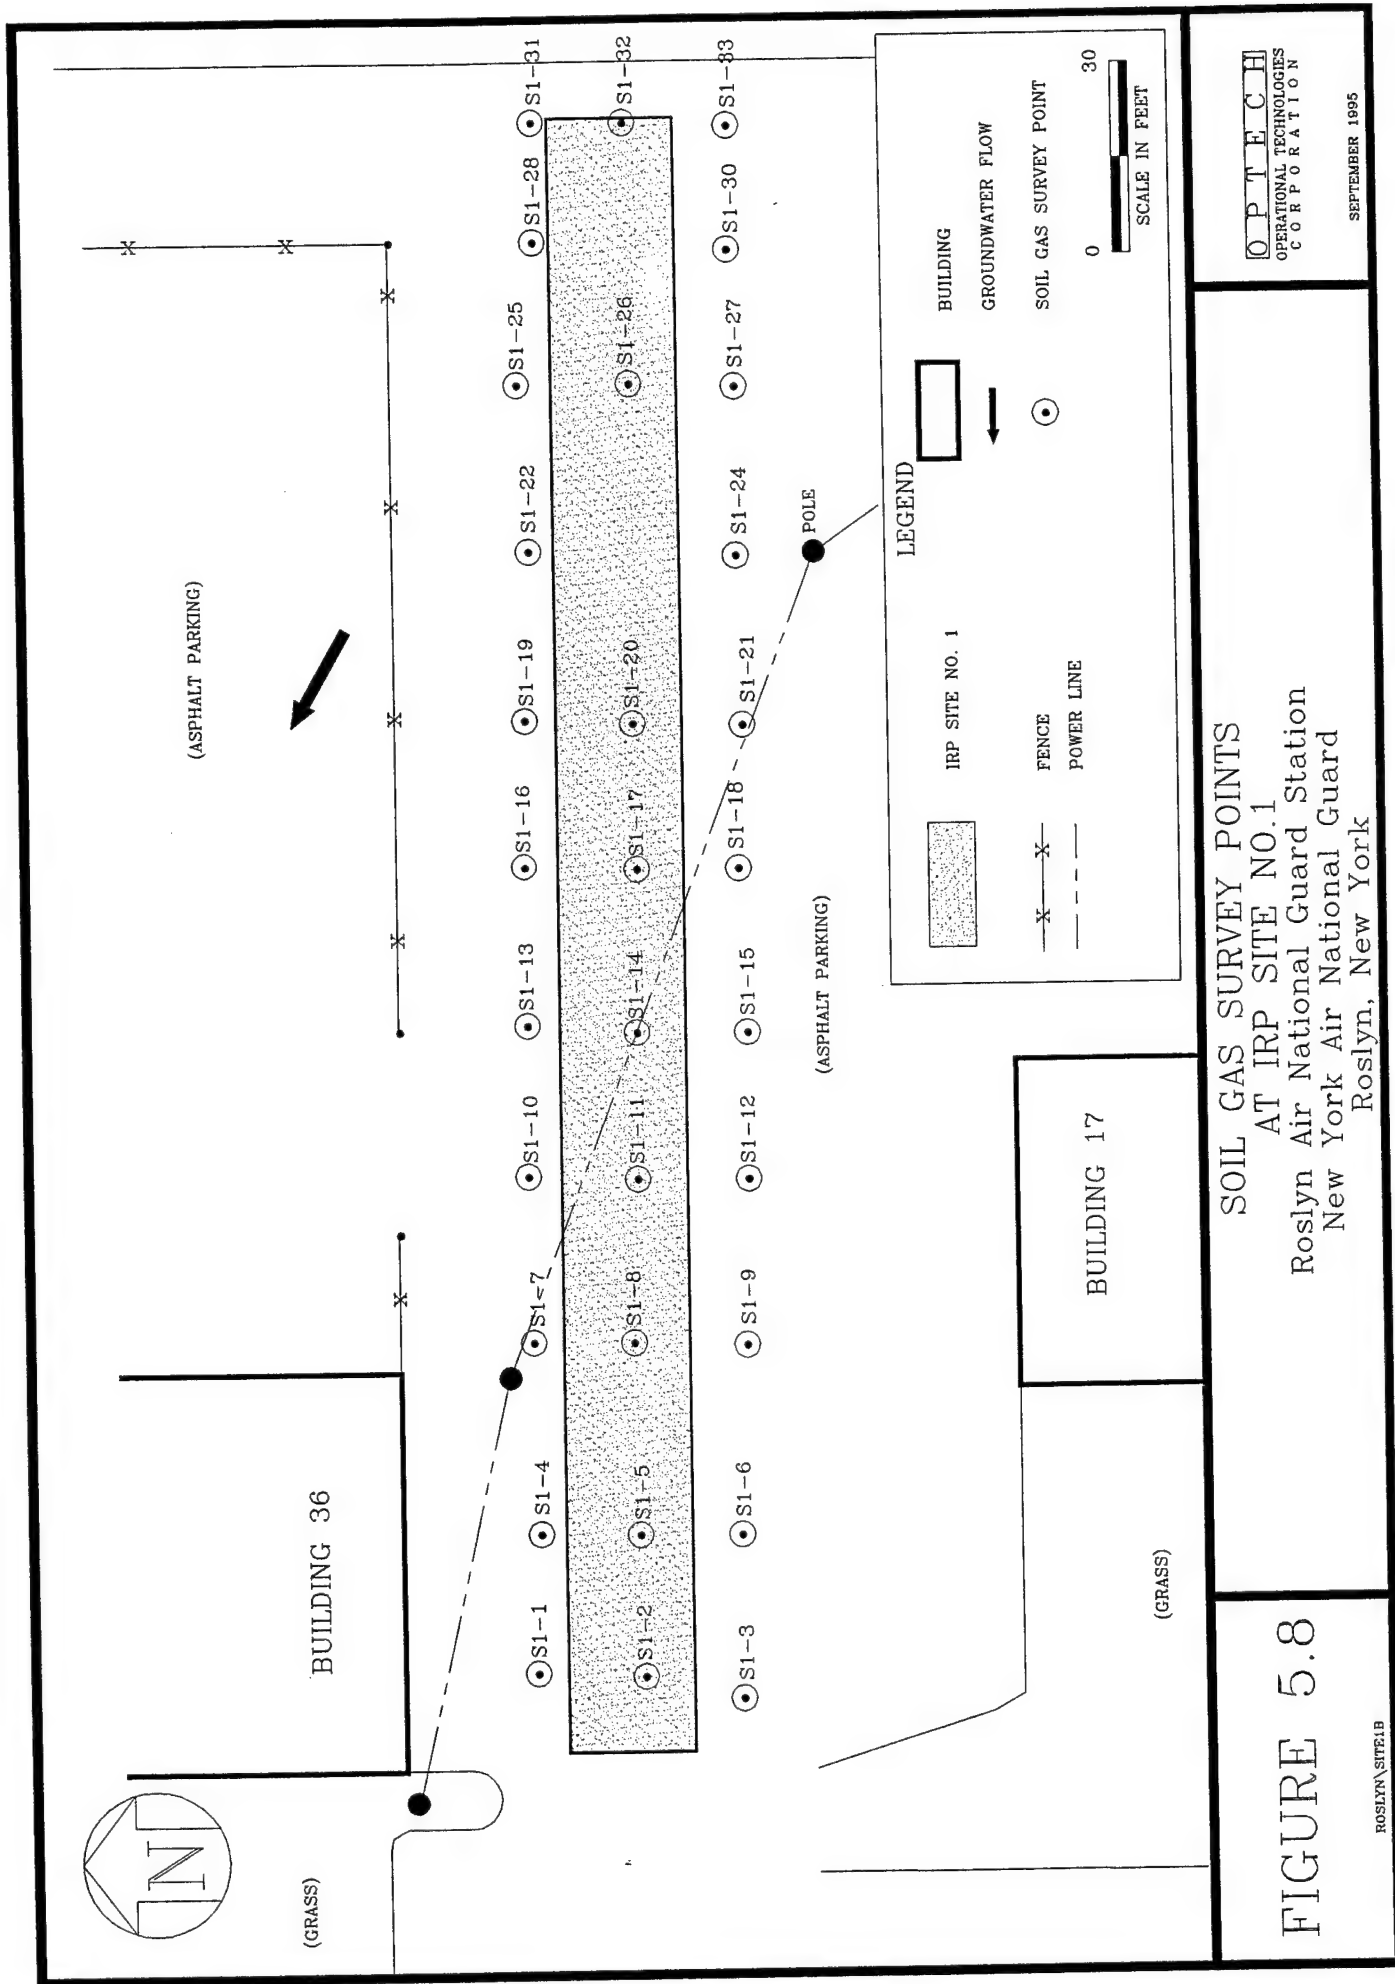 N
(GRASS)
BUILDING 36
(ASPHALT PARKING)
X
X
X
X
X
X
X
S1-1
S1-4
S1-7
S1-10
S1-13
S1-16
S1-19
S1-22
S1-25
S1-28
S1-31
S1-2
S1-5
S1-8
S1-11
S1-14
S1-17
S1-20
S1-26
S1-32
S1-3
S1-6
S1-9
S1-12
S1-15
S1-18
S1-21
S1-24
S1-27
S1-30
S1-33
POLE
(ASPHALT PARKING)
BUILDING 17
(GRASS)
LEGEND
IRP SITE NO. 1
BUILDING
GROUNDWATER FLOW
X X FENCE
SOIL GAS SURVEY POINT
POWER LINE
0 30
SCALE IN FEET
FIGURE 5.8
ROSLYN\SITE1B
SOIL GAS SURVEY POINTS
AT IRP SITE NO.1
Roslyn Air National Guard Station
New York Air National Guard
Roslyn, New York
OPTECH
OPERATIONAL TECHNOLOGIES
CORPORATION
SEPTEMBER 1995